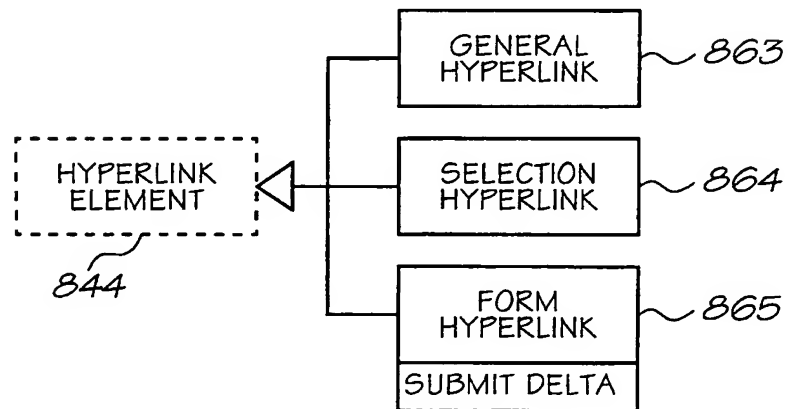 GENERAL
HYPERLINK
863
HYPERLINK
ELEMENT
844
SELECTION
HYPERLINK
864
FORM
HYPERLINK
865
SUBMIT DELTA